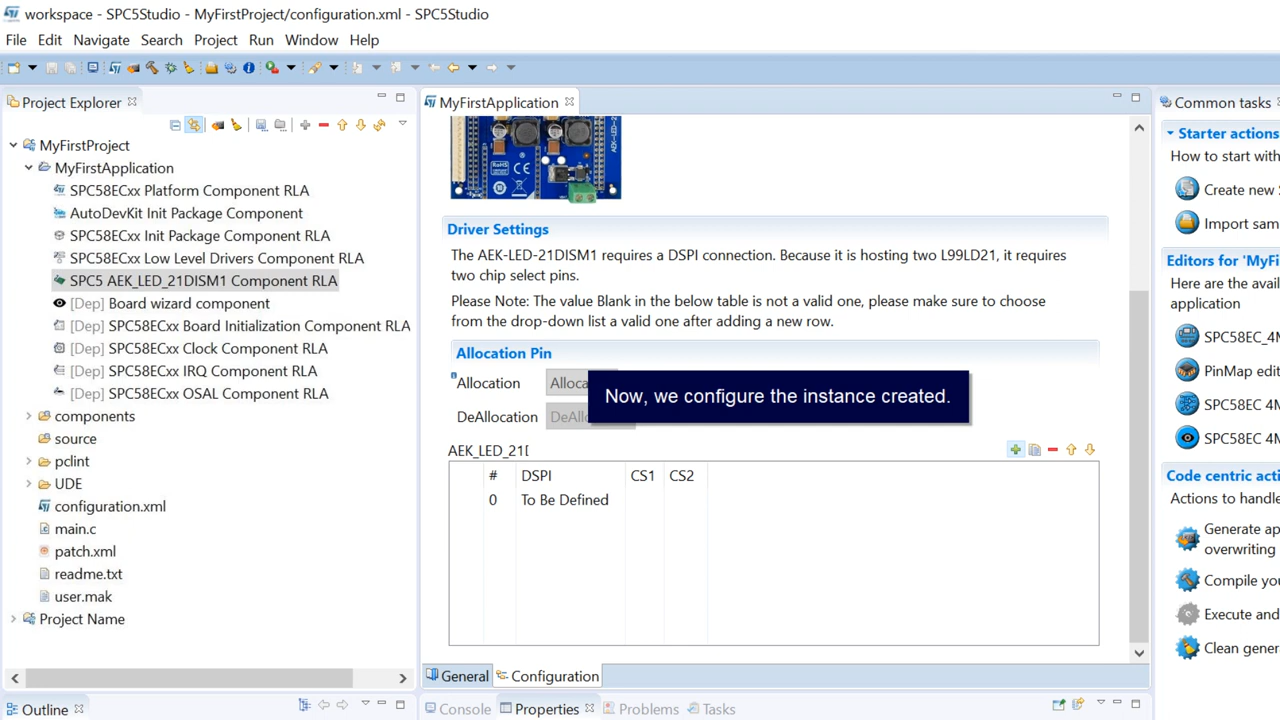 workspace - SPC5Studio - MyFirstProject/configuration.xml - SPC5Studio
File Edit Navigate Search Project Run Window Help
Project Explorer
MyFirstProject
MyFirstApplication
SPC58ECxx Platform Component RLA
AutoDevKit Init Package Component
SPC58ECxx Init Package Component RLA
SPC58ECxx Low Level Drivers Component RLA
SPC5 AEK_LED_21DISM1 Component RLA
[Dep] Board wizard component
[Dep] SPC58ECxx Board Initialization Component RLA
[Dep] SPC58ECxx Clock Component RLA
[Dep] SPC58ECxx IRQ Component RLA
[Dep] SPC58ECxx OSAL Component RLA
components
source
pclint
UDE
configuration.xml
main.c
patch.xml
readme.txt
user.mak
Project Name
Outline
MyFirstApplication
Driver Settings
The AEK-LED-21DISM1 requires a DSPI connection. Because it is hosting two L99LD21, it requires
two chip select pins.
Please Note: The value Blank in the below table is not a valid one, please make sure to choose
from the drop-down list a valid one after adding a new row.
Allocation Pin
Allocation Alloca
Now, we configure the instance created.
DeAllocation DeAllo
AEK_LED_21[
# DSPI CS1 CS2
0 To Be Defined
General Configuration
Console Properties Problems Tasks
Common tasks
Starter actions
How to start with
Create new S
Import sam
Editors for 'MyFi
Here are the avai
application
SPC58EC_4M
PinMap edit
SPC58EC 4M
SPC58EC 4M
Code centric acti
Actions to handle
Generate ap
overwriting
Compile you
Execute and
Clean gener